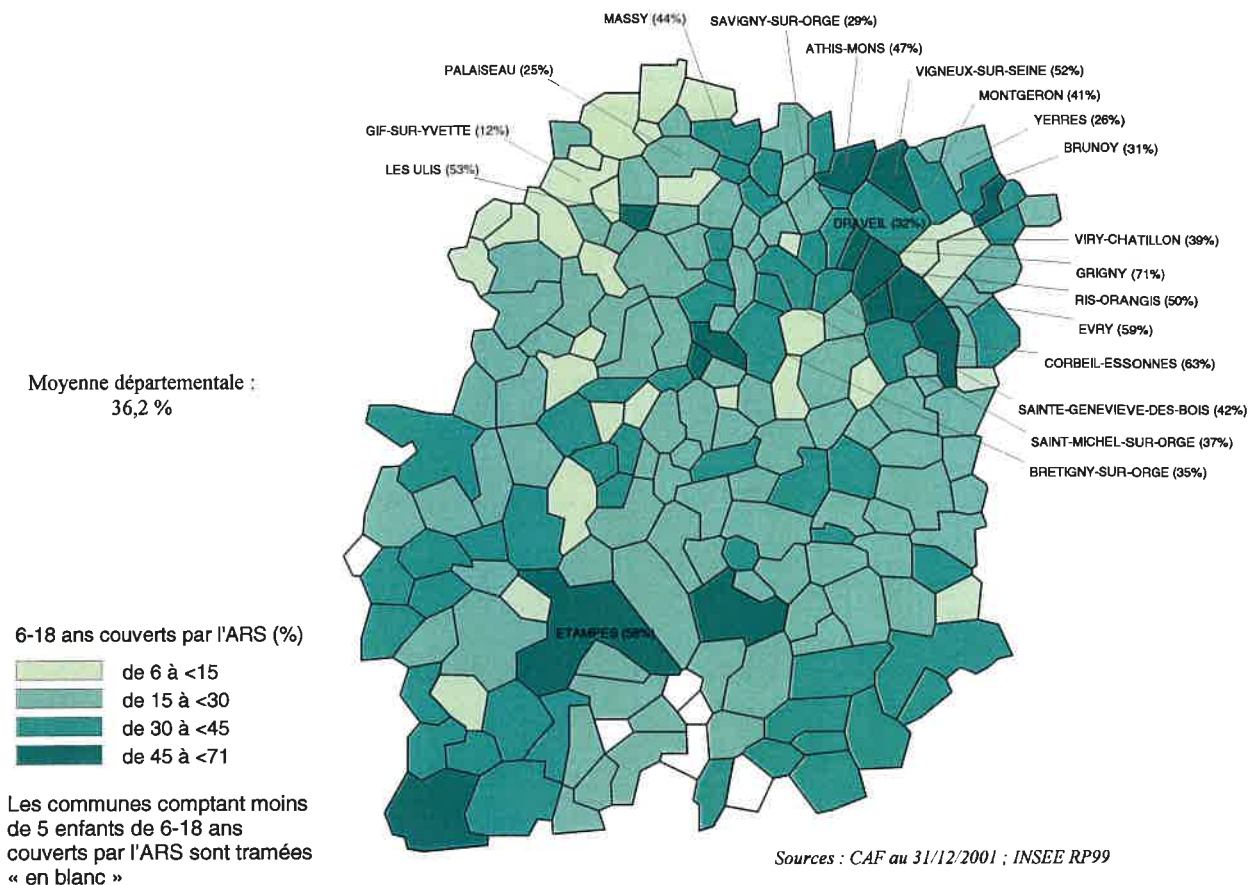 MASSY (44%)
SAVIGNY-SUR-ORGE (29%)
ATHIS-MONS (47%)
PALAISEAU (25%)
VIGNEUX-SUR-SEINE (52%)
MONTGERON (41%)
GIF-SUR-YVETTE (12%)
YERRES (26%)
BRUNOY (31%)
LES ULIS (53%)
DRAVEIL (32%)
VIRY-CHATILLON (39%)
GRIGNY (71%)
RIS-ORANGIS (50%)
EVRY (59%)
CORBEIL-ESSONNES (63%)
Moyenne départementale :
36,2 %
SAINTE-GENEVIEVE-DES-BOIS (42%)
SAINT-MICHEL-SUR-ORGE (37%)
BRETIGNY-SUR-ORGE (35%)
ETAMPES
6-18 ans couverts par l'ARS (%)
de 6 à <15
de 15 à <30
de 30 à <45
de 45 à <71
Les communes comptant moins
de 5 enfants de 6-18 ans
couverts par l'ARS sont tramées
« en blanc »
Sources : CAF au 31/12/2001 ; INSEE RP99